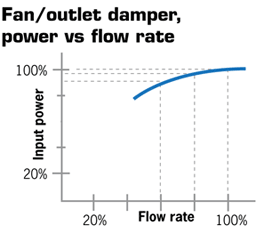 Fan/outlet damper,
power vs flow rate
100%
Input power
20%
20%
Flow rate
100%